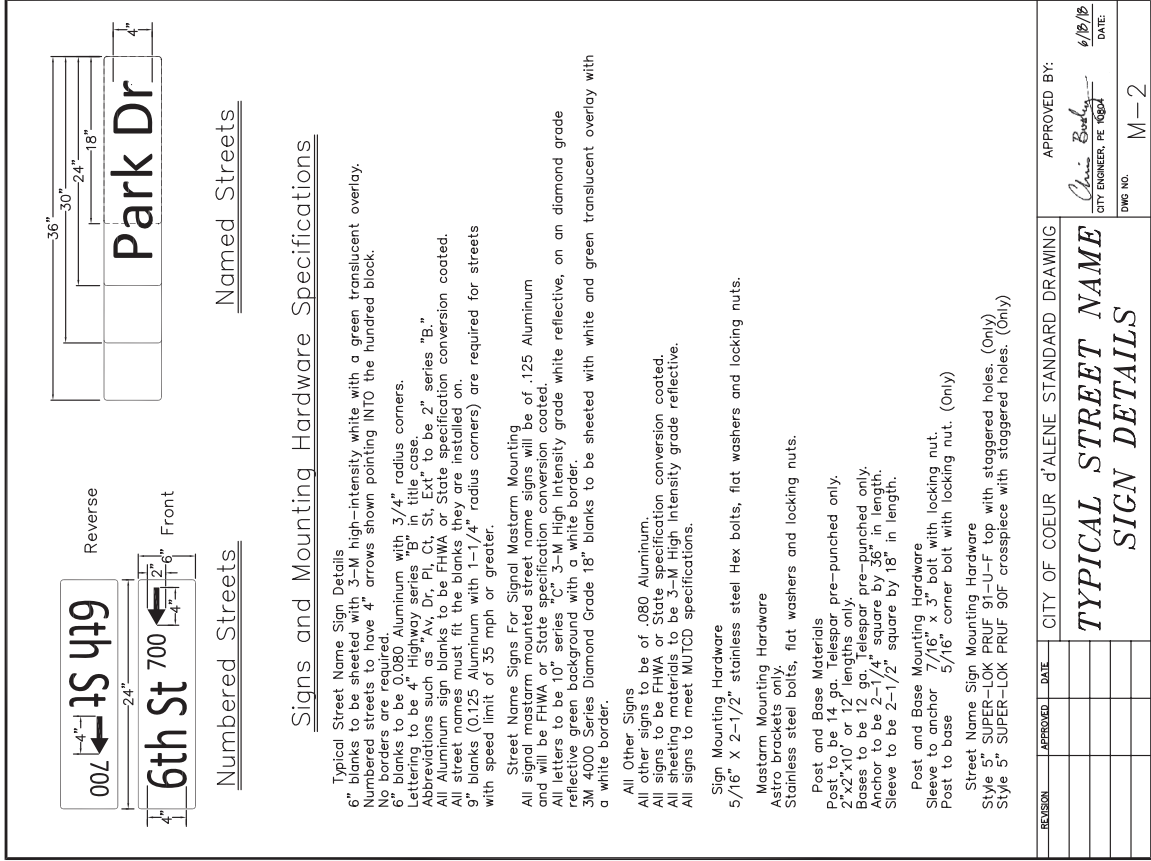 Reverse
700
4"
6th St
24"
4"
6th St 700
4"
2"
6"
Front
Numbered Streets
36"
30"
24"
18"
4"
Park Dr
Named Streets
Signs and Mounting Hardware Specifications
Typical Street Name Sign Details
6" blanks to be sheeted with 3-M high-intensity white with a green translucent overlay.
Numbered streets to have 4" arrows shown pointing INTO the hundred block.
No borders are required.
6" blanks to be 0.080 Aluminum with 3/4" radius corners.
Lettering to be 4" Highway series "B" in title case.
Abbreviations such as "Av, Dr, Pl, Ct, St, Ext" to be 2" series "B."
All Aluminum sign blanks to be FHWA or State specification conversion coated.
All street names must fit the blanks they are installed on.
9" blanks (0.125 Aluminum with 1-1/4" radius corners) are required for streets
with speed limit of 35 mph or greater.
Street Name Signs For Signal Mastarm Mounting
All signal mastarm mounted street name signs will be of .125 Aluminum
and will be FHWA or State specification conversion coated.
All letters to be 10" series "C" 3-M High Intensity grade white reflective, on an diamond grade
reflective green background with a white border.
3M 4000 Series Diamond Grade 18" blanks to be sheeted with white and green translucent overlay with
a white border.
All Other Signs
All other signs to be of .080 Aluminum.
All signs to be FHWA or State specification conversion coated.
All sheeting materials to be 3-M High Intensity grade reflective.
All signs to meet MUTCD specifications.
Sign Mounting Hardware
5/16" X 2-1/2" stainless steel Hex bolts, flat washers and locking nuts.
Mastarm Mounting Hardware
Astro brackets only.
Stainless steel bolts, flat washers and locking nuts.
Post and Base Materials
Post to be 14 ga. Telespar pre-punched only.
2"x2"x10' or 12' lengths only.
Bases to be 12 ga. Telespar pre-punched only.
Anchor to be 2-1/4" square by 36" in length.
Sleeve to be 2-1/2" square by 18" in length.
Post and Base Mounting Hardware
Sleeve to anchor 7/16" X 3" bolt with locking nut.
Post to base 5/16" corner bolt with locking nut. (Only)
Street Name Sign Mounting Hardware
Style 5" SUPER-LOK PRUF 91-U-F top with staggered holes. (Only)
Style 5" SUPER-LOK PRUF 90F crosspiece with staggered holes. (Only)
REVISION APPROVED DATE
CITY OF COEUR d'ALENE STANDARD DRAWING
TYPICAL STREET NAME
SIGN DETAILS
APPROVED BY:
6/13/18
CITY ENGINEER, PE 10804 DATE:
DWG NO.
M-2